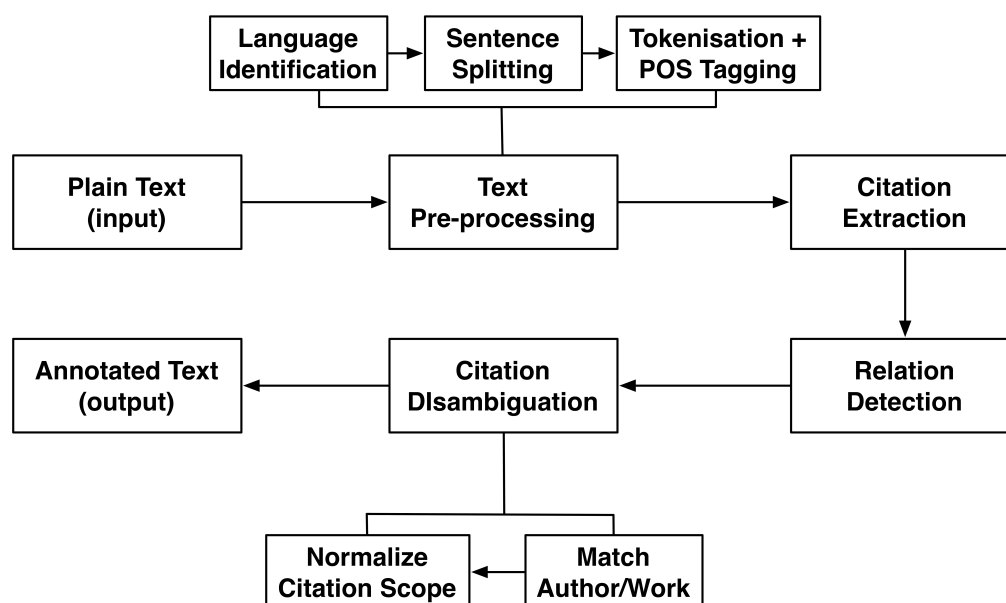 Language
Identification
Sentence
Splitting
Tokenisation +
POS Tagging
Plain Text
(input)
Text
Pre-processing
Citation
Extraction
Annotated Text
(output)
Citation
DIsambiguation
Relation
Detection
Normalize
Citation Scope
Match
Author/Work